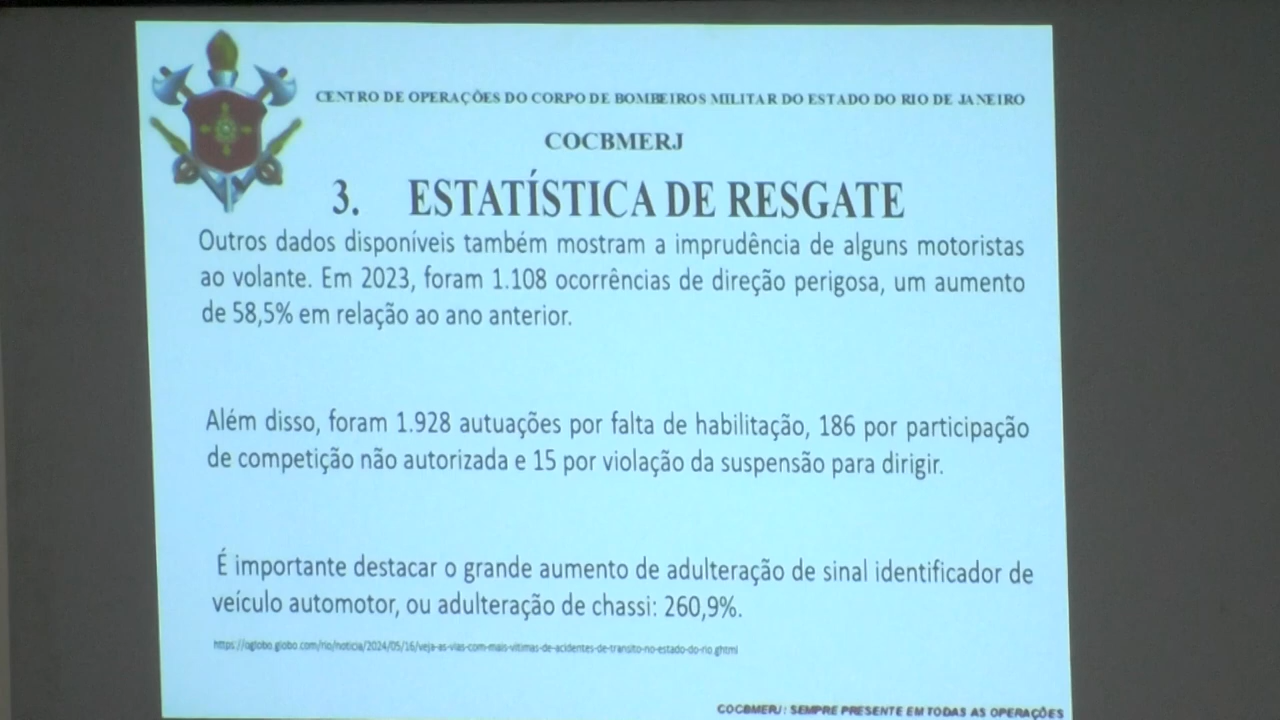 CENTRO DE OPERAÇÕES DO CORPO DE BOMBEIROS MILITAR DO ESTADO DO RIO DE JANEIRO
COCBMERJ
3. ESTATÍSTICA DE RESGATE
Outros dados disponíveis também mostram a imprudência de alguns motoristas
ao volante. Em 2023, foram 1.108 ocorrências de direção perigosa, um aumento
de 58,5% em relação ao ano anterior.
Além disso, foram 1.928 autuações por falta de habilitação, 186 por participação
de competição não autorizada e 15 por violação da suspensão para dirigir.
É importante destacar o grande aumento de adulteração de sinal identificador de
veículo automotor, ou adulteração de chassi: 260,9%.
https://oglobo.globo.com/rio/noticia/2024/05/16/veja-as-vias-com-mais-vitimas-de-acidentes-de-transito-no-estado-do-rio.ghtml
COCBMERJ: SEMPRE PRESENTE EM TODAS AS OPERAÇÕES